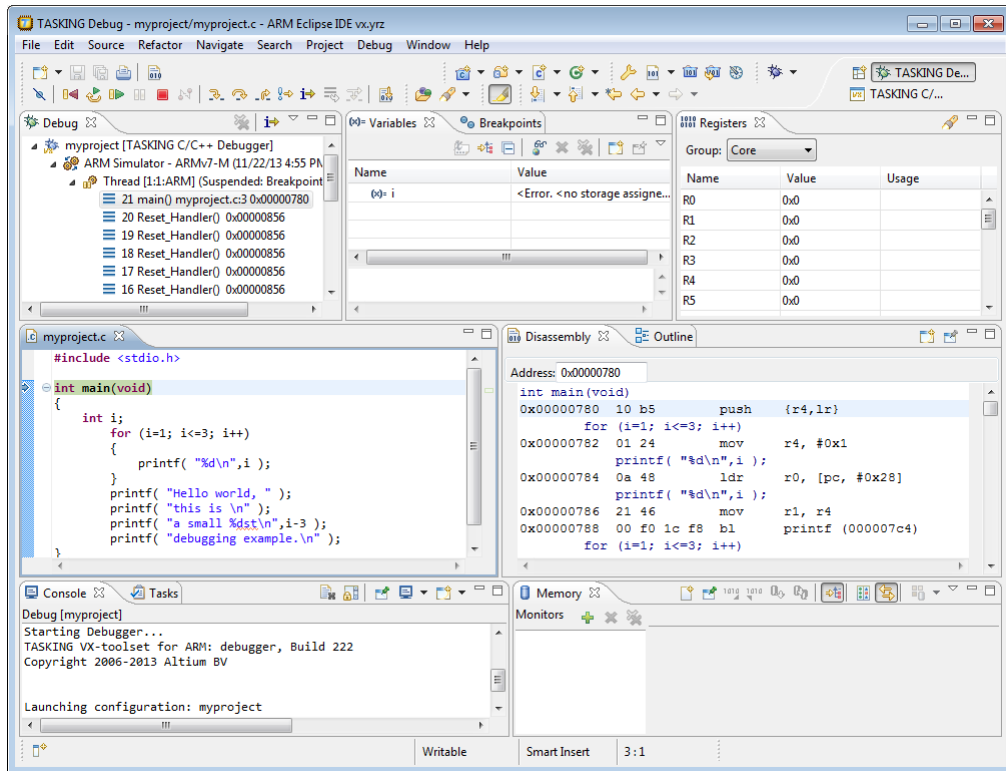 TASKING Debug - myproject/myproject.c - ARM Eclipse IDE vx.yrz
File Edit Source Refactor Navigate Search Project Debug Window Help
TASKING De...
TASKING C/...
Debug
myproject [TASKING C/C++ Debugger]
ARM Simulator - ARMv7-M (11/22/13 4:55 PM
Thread [1:1:ARM] (Suspended: Breakpoint
21 main() myproject.c:3 0x00000780
20 Reset_Handler() 0x00000856
19 Reset_Handler() 0x00000856
18 Reset_Handler() 0x00000856
17 Reset_Handler() 0x00000856
16 Reset_Handler() 0x00000856
(x)= Variables Breakpoints
Name Value
(x)= i <Error. <no storage assigne...
Registers
Group: Core
Name Value Usage
R0 0x0
R1 0x0
R2 0x0
R3 0x0
R4 0x0
R5 0x0
myproject.c
#include <stdio.h>
int main(void)
{
int i;
for (i=1; i<=3; i++)
{
printf( "%d\n",i );
}
printf( "Hello world, " );
printf( "this is \n" );
printf( "a small %dst\n",i-3 );
printf( "debugging example.\n" );
}
Disassembly Outline
Address: 0x00000780
int main(void)
0x00000780 10 b5 push {r4,lr}
for (i=1; i<=3; i++)
0x00000782 01 24 mov r4, #0x1
printf( "%d\n",i );
0x00000784 0a 48 ldr r0, [pc, #0x28]
printf( "%d\n",i );
0x00000786 21 46 mov r1, r4
0x00000788 00 f0 1c f8 bl printf (000007c4)
for (i=1; i<=3; i++)
Console Tasks
Debug [myproject]
Starting Debugger...
TASKING VX-toolset for ARM: debugger, Build 222
Copyright 2006-2013 Altium BV
Launching configuration: myproject
Memory
Monitors
Writable Smart Insert 3:1